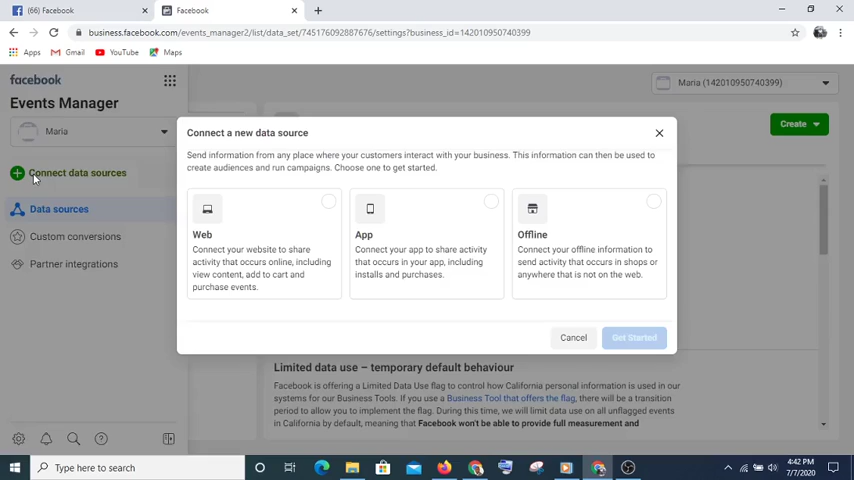 (66) Facebook
Facebook
business.facebook.com/events_manager2/list/data_set/745176092887676/settings?business_id=142010950740399
Apps
Gmail
YouTube
Maps
facebook
Maria (142010950740399)
Events Manager
Maria
Create
Connect data sources
Data sources
Custom conversions
Partner integrations
Connect a new data source
Send information from any place where your customers interact with your business. This information can then be used to
create audiences and run campaigns. Choose one to get started.
Web
Connect your website to share
activity that occurs online, including
view content, add to cart and
purchase events.
App
Connect your app to share activity
that occurs in your app, including
installs and purchases.
Offline
Connect your offline information to
send activity that occurs in shops or
anywhere that is not on the web.
Cancel
Get Started
Limited data use – temporary default behaviour
Facebook is offering a Limited Data Use flag to control how California personal information is used in our
systems for our Business Tools. If you use a Business Tool that offers the flag, there will be a transition
period to allow you to implement the flag. During this time, we will limit data use on all unflagged events
in California by default, meaning that Facebook won't be able to provide full measurement and
Type here to search
4:42 PM
7/7/2020